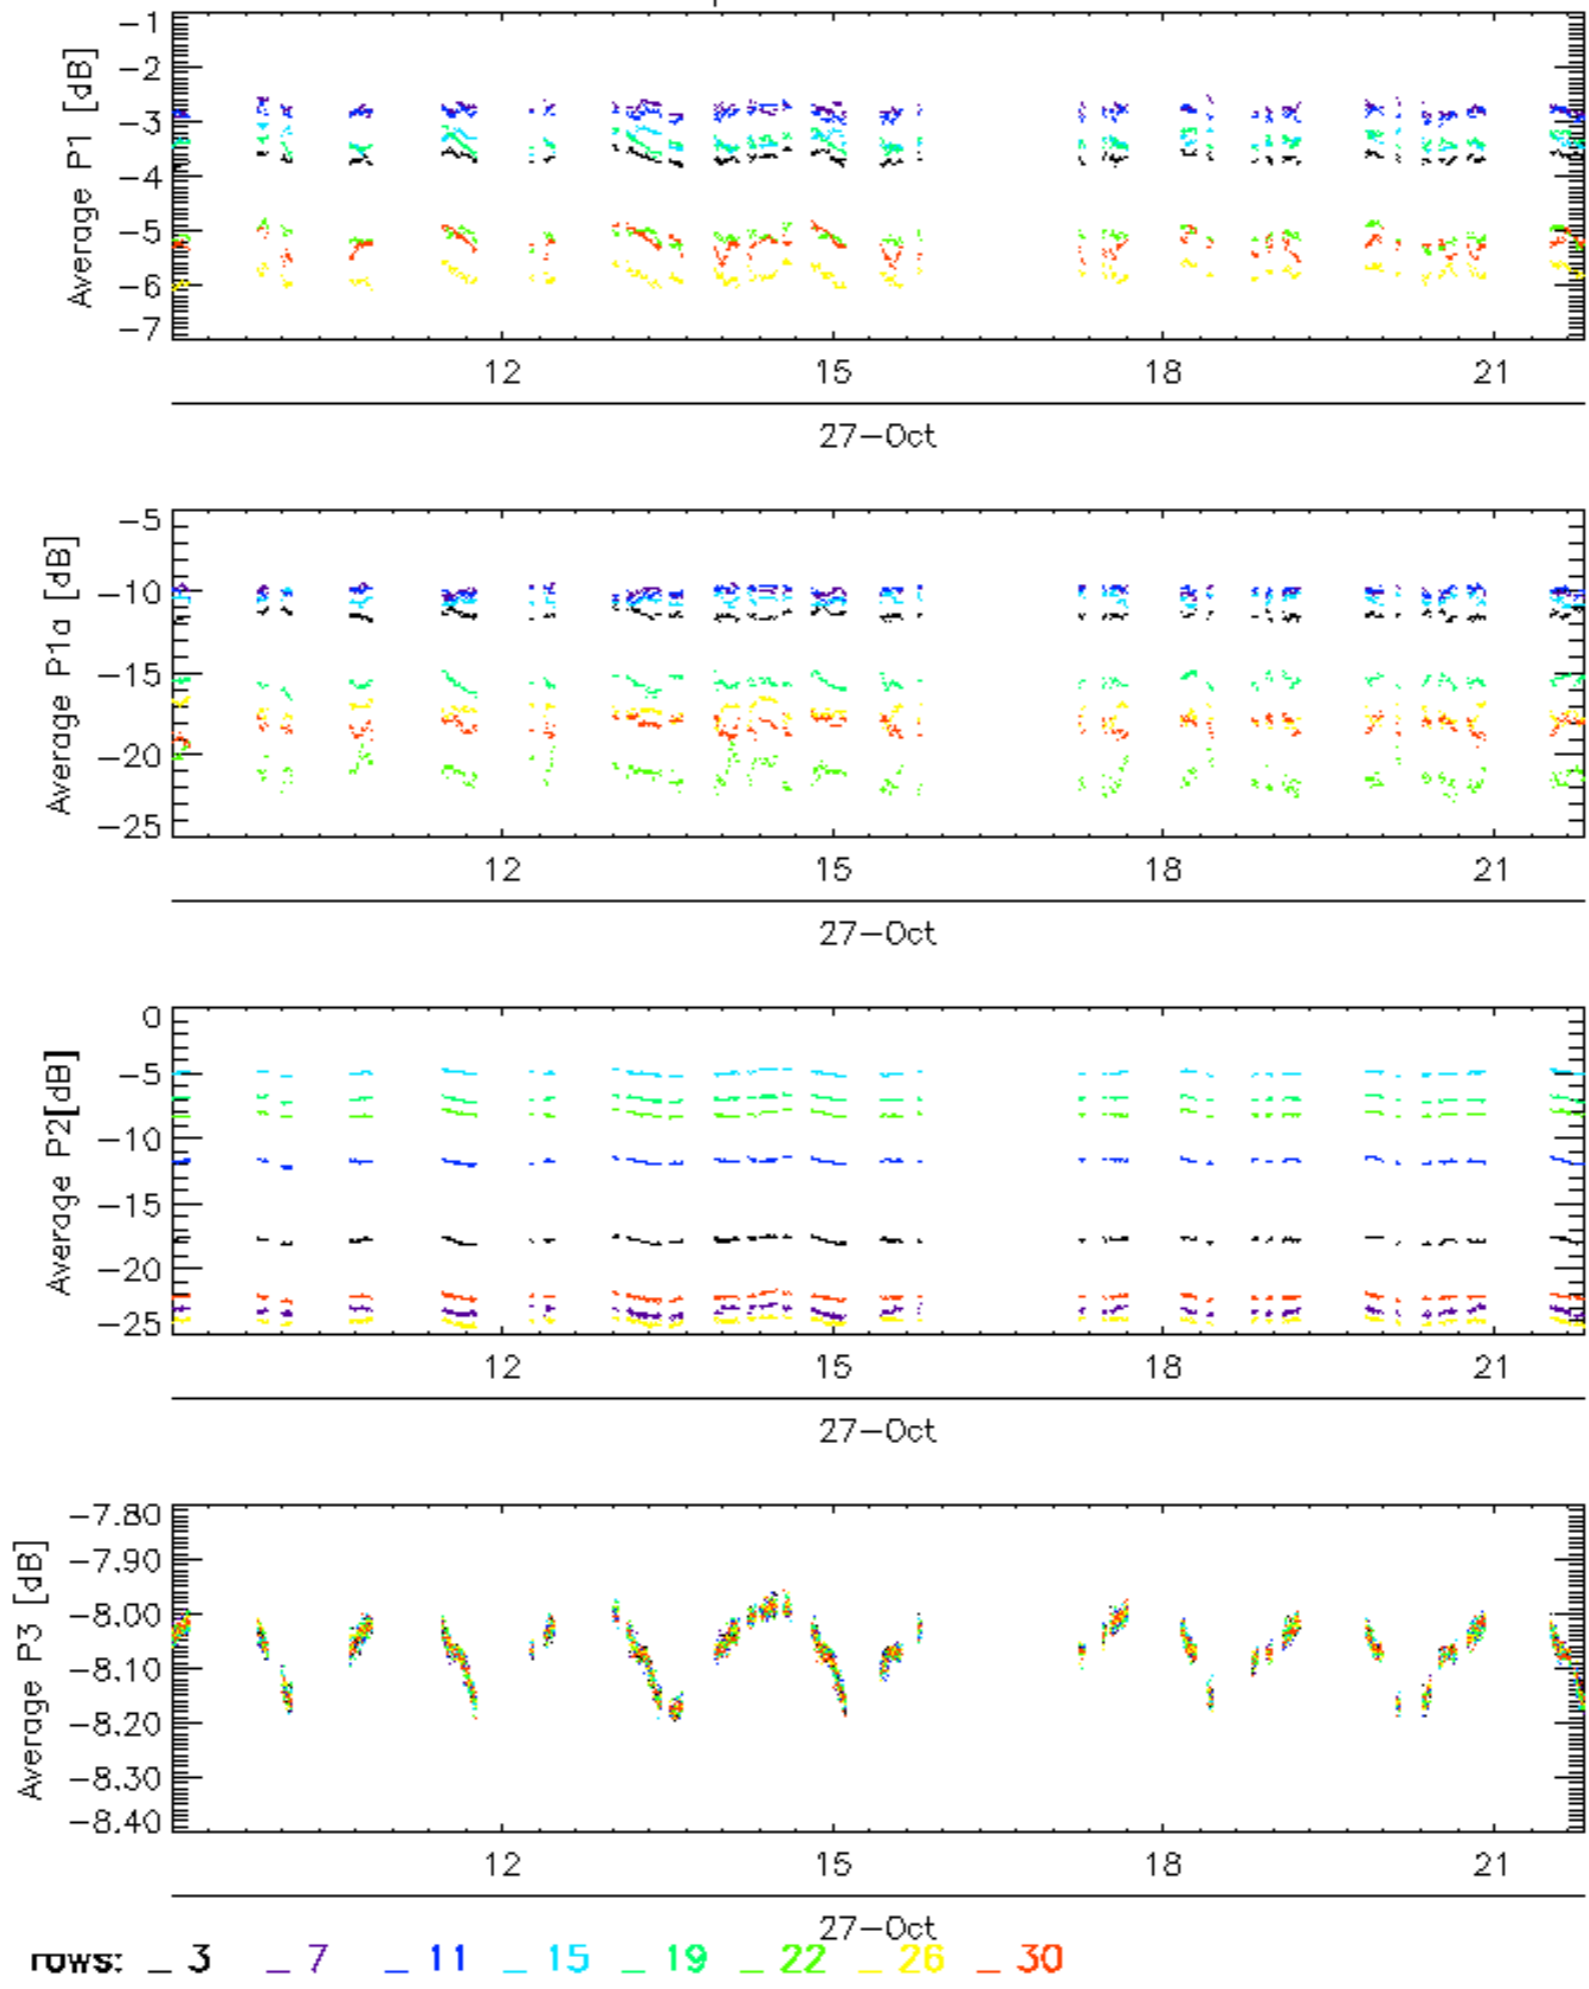 Average P1 [dB]
−1
−2
−3
−4
−5
−6
−7
12 15 18 21
27−Oct
Average P1a [dB]
−5
−10
−15
−20
−25
12 15 18 21
27−Oct
Average P2[dB]
0
−5
−10
−15
−20
−25
12 15 18 21
27−Oct
Average P3 [dB]
−7.80
−7.90
−8.00
−8.10
−8.20
−8.30
−8.40
12 15 18 21
27−Oct
rows: _ 3 _ 7 _ 11 _ 15 _ 19 _ 22 _ 26 _ 30